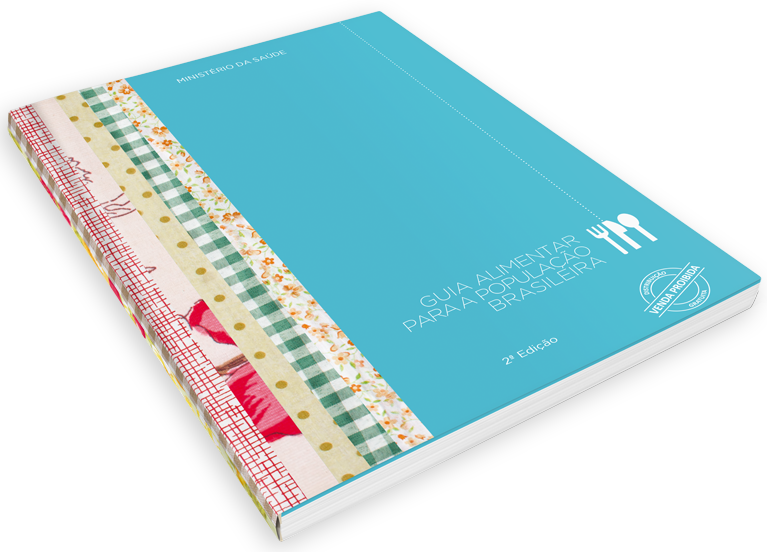 MINISTÉRIO DA SAÚDE
GUIA ALIMENTAR
PARA A POPULAÇÃO
BRASILEIRA
2ª Edição
DISTRIBUIÇÃO
VENDA PROIBIDA
GRATUITA